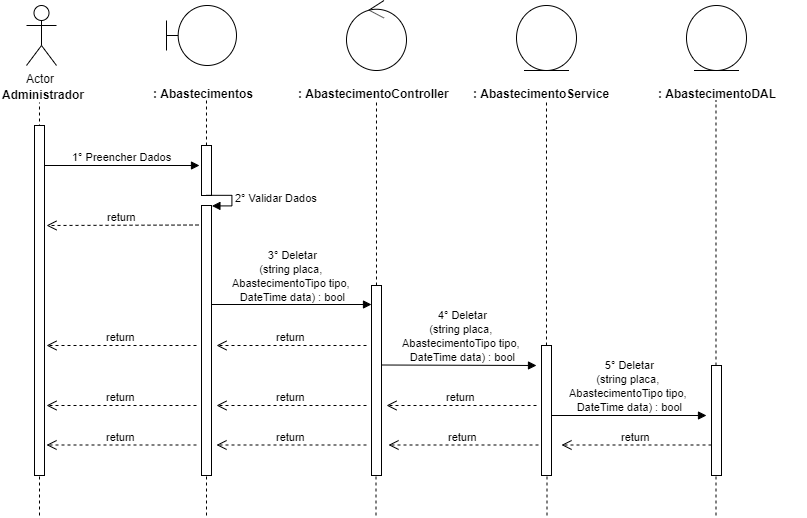 Actor
Administrador
: Abastecimentos
: AbastecimentoController
: AbastecimentoService
: AbastecimentoDAL
1° Preencher Dados
2° Validar Dados
return
3° Deletar
(string placa,
AbastecimentoTipo tipo,
DateTime data) : bool
4° Deletar
(string placa,
AbastecimentoTipo tipo,
DateTime data) : bool
return
return
5° Deletar
(string placa,
AbastecimentoTipo tipo,
DateTime data) : bool
return
return
return
return
return
return
return